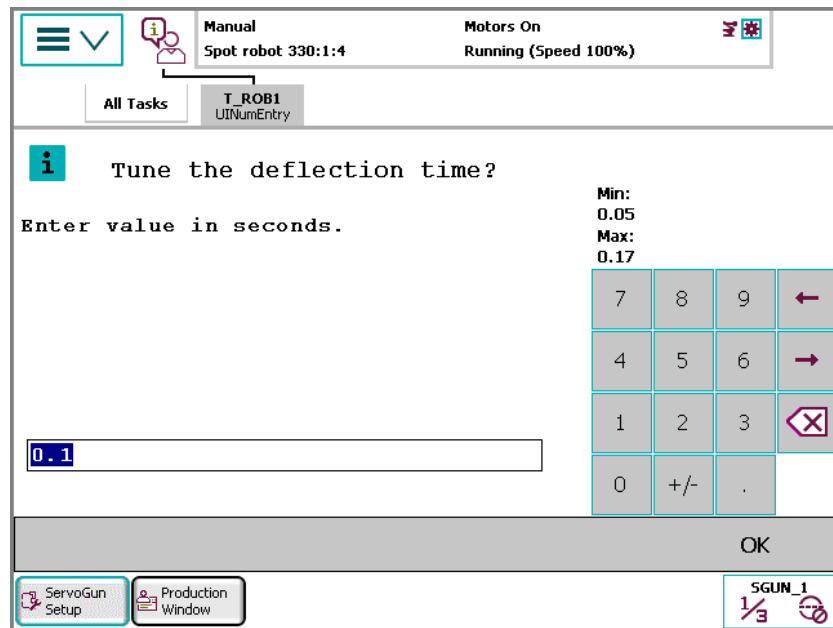 Manual
Spot robot 330:1:4
Motors On
Running (Speed 100%)
All Tasks
T_ROB1
UINumEntry
i
Tune the deflection time?
Enter value in seconds.
Min:
0.05
Max:
0.17
7 8 9
4 5 6
1 2 3
0 +/- .
0.1
OK
ServoGun
Setup
Production
Window
SGUN_1
1/3